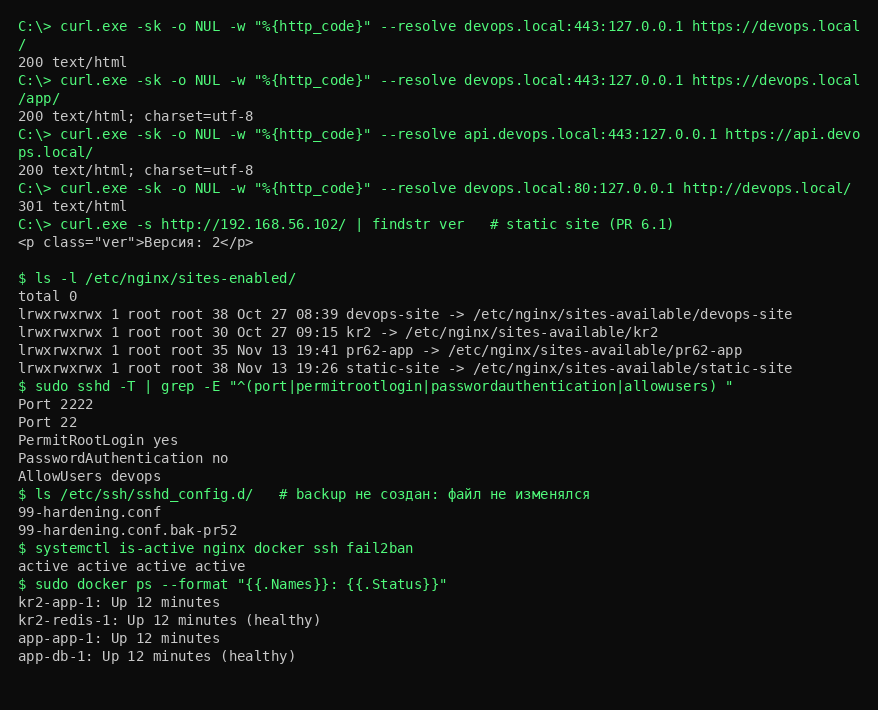 C:\> curl.exe -sk -o NUL -w "%{http_code}" --resolve devops.local:443:127.0.0.1 https://devops.local
/
200 text/html
C:\> curl.exe -sk -o NUL -w "%{http_code}" --resolve devops.local:443:127.0.0.1 https://devops.local
/app/
200 text/html; charset=utf-8
C:\> curl.exe -sk -o NUL -w "%{http_code}" --resolve api.devops.local:443:127.0.0.1 https://api.devo
ps.local/
200 text/html; charset=utf-8
C:\> curl.exe -sk -o NUL -w "%{http_code}" --resolve devops.local:80:127.0.0.1 http://devops.local/
301 text/html
C:\> curl.exe -s http://192.168.56.102/ | findstr ver   # static site (PR 6.1)
<p class="ver">Версия: 2</p>

$ ls -l /etc/nginx/sites-enabled/
total 0
lrwxrwxrwx 1 root root 38 Oct 27 08:39 devops-site -> /etc/nginx/sites-available/devops-site
lrwxrwxrwx 1 root root 30 Oct 27 09:15 kr2 -> /etc/nginx/sites-available/kr2
lrwxrwxrwx 1 root root 35 Nov 13 19:41 pr62-app -> /etc/nginx/sites-available/pr62-app
lrwxrwxrwx 1 root root 38 Nov 13 19:26 static-site -> /etc/nginx/sites-available/static-site
$ sudo sshd -T | grep -E "^(port|permitrootlogin|passwordauthentication|allowusers) "
Port 2222
Port 22
PermitRootLogin yes
PasswordAuthentication no
AllowUsers devops
$ ls /etc/ssh/sshd_config.d/   # backup не создан: файл не изменялся
99-hardening.conf
99-hardening.conf.bak-pr52
$ systemctl is-active nginx docker ssh fail2ban
active active active active
$ sudo docker ps --format "{{.Names}}: {{.Status}}"
kr2-app-1: Up 12 minutes
kr2-redis-1: Up 12 minutes (healthy)
app-app-1: Up 12 minutes
app-db-1: Up 12 minutes (healthy)